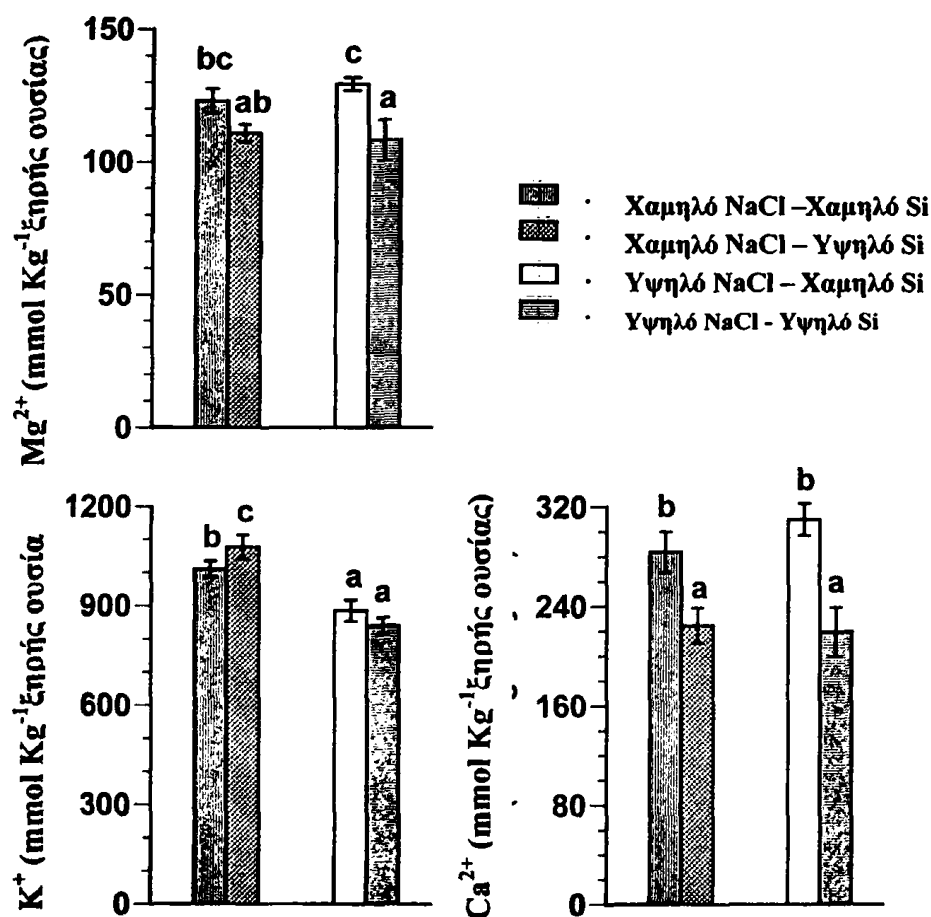 Mg²⁺ (mmol Kg⁻¹ξηρής ουσίας)
150
100
50
0
bc
ab
c
a
Χαμηλό NaCl –Χαμηλό Si
Χαμηλό NaCl – Υψηλό Si
Υψηλό NaCl – Χαμηλό Si
Υψηλό NaCl - Υψηλό Si
K⁺ (mmol Kg⁻¹ξηρής ουσία
1200
900
600
300
0
b
c
a
a
Ca²⁺ (mmol Kg⁻¹ξηρής ουσίας)
320
240
160
80
0
b
a
b
a